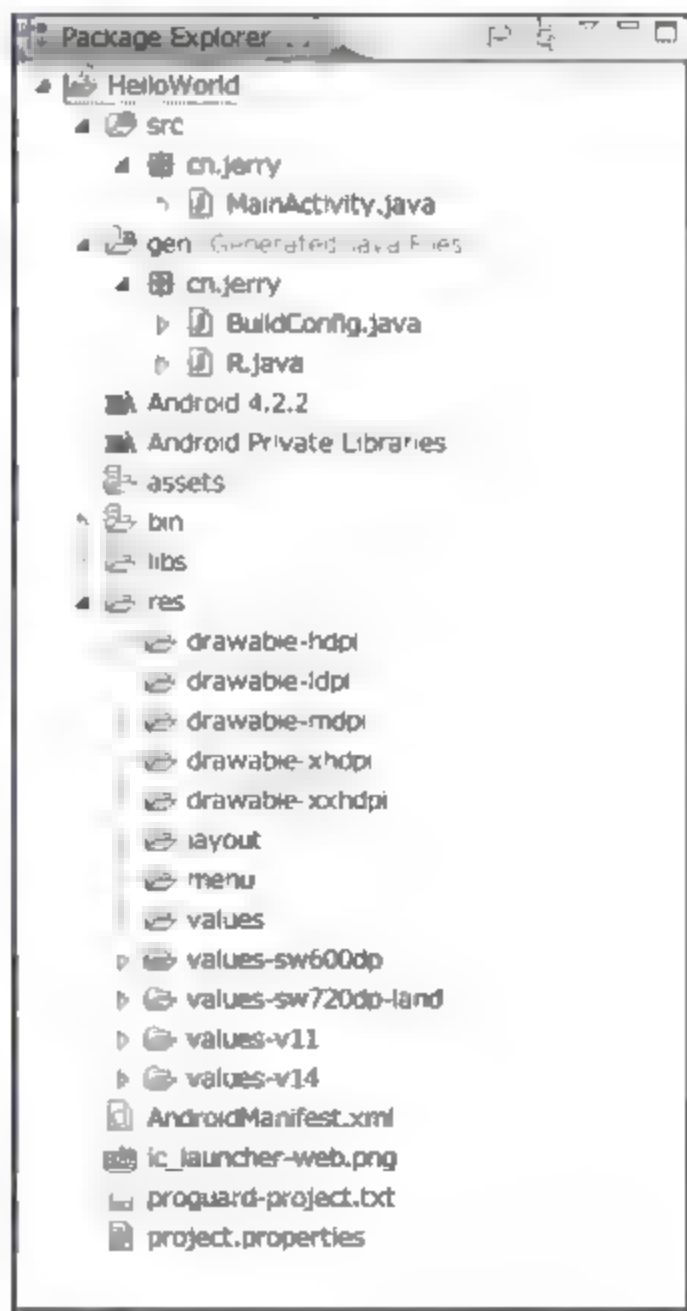 Package Explorer
HelloWorld
src
cn.jerry
MainActivity.java
gen Generated Java Files
cn.jerry
BuildConfig.java
R.java
Android 4.2.2
Android Private Libraries
assets
bin
libs
res
drawable-hdpi
drawable-ldpi
drawable-mdpi
drawable-xhdpi
drawable-xxhdpi
layout
menu
values
values-sw600dp
values-sw720dp-land
values-v11
values-v14
AndroidManifest.xml
ic_launcher-web.png
proguard-project.txt
project.properties